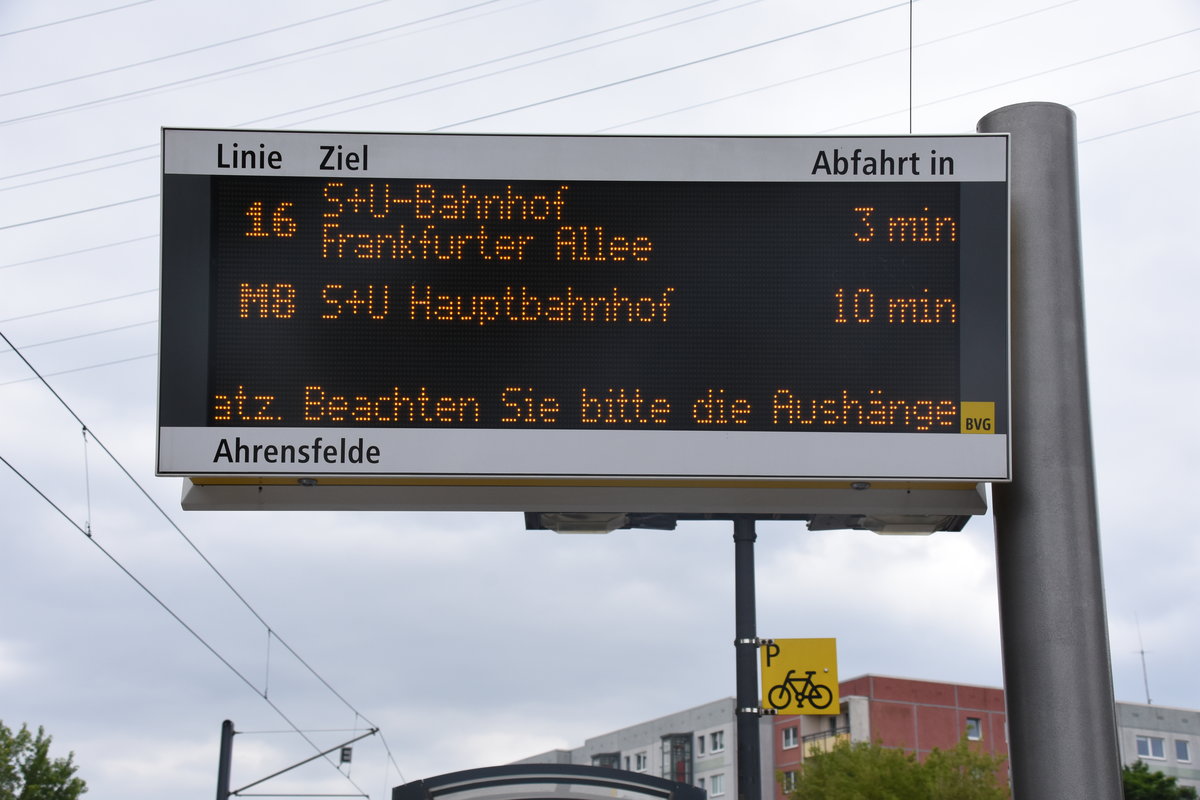 Linie Ziel Abfahrt in
16 S+U-Bahnhof 3 min
Frankfurter Allee
M8 S+U Hauptbahnhof 10 min
atz. Beachten Sie bitte die Aushänge
BVG
Ahrensfelde
P